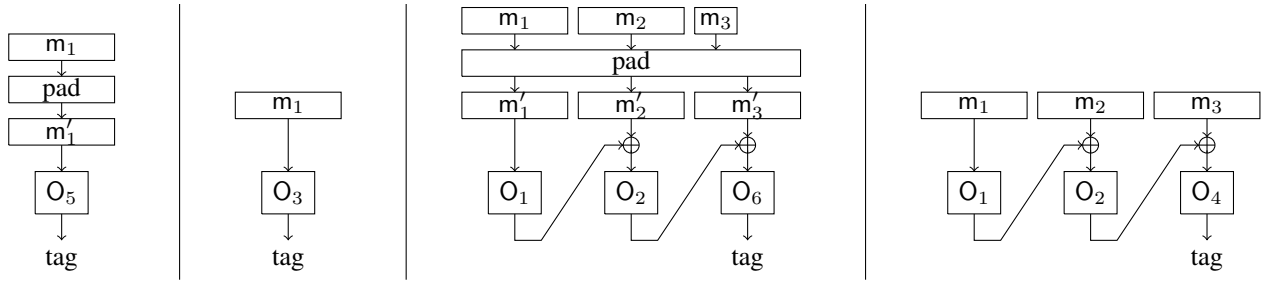 m₁
pad
m′₁
O₅
tag
m₁
O₃
tag
m₁ m₂ m₃
pad
m′₁ m′₂ m′₃
⊕ ⊕
O₁ O₂ O₆
tag
m₁ m₂ m₃
⊕ ⊕
O₁ O₂ O₄
tag